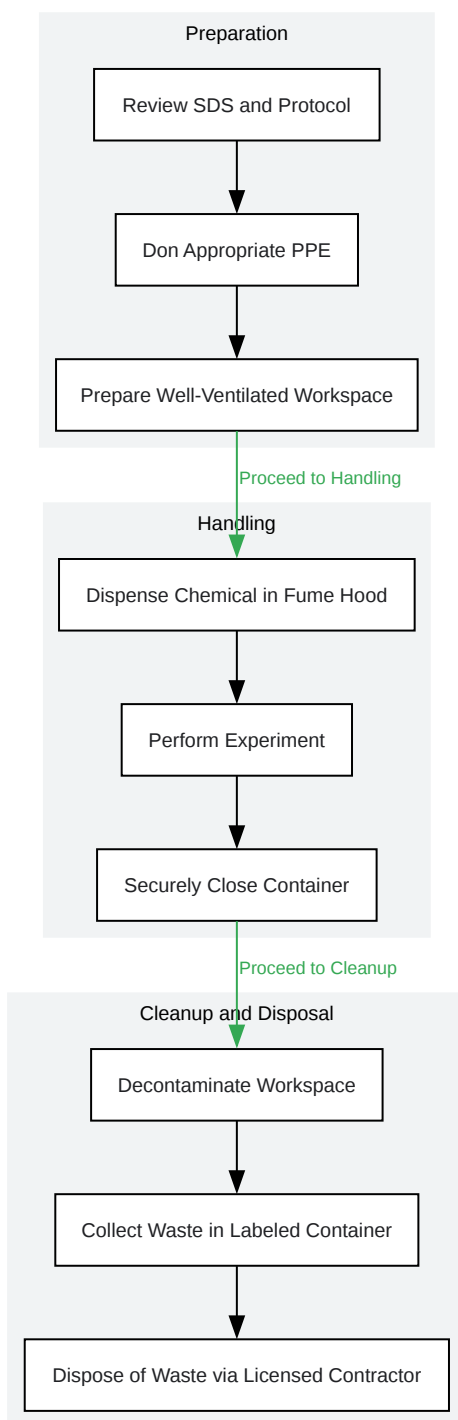 Preparation
Review SDS and Protocol
Don Appropriate PPE
Prepare Well-Ventilated Workspace
Proceed to Handling
Handling
Dispense Chemical in Fume Hood
Perform Experiment
Securely Close Container
Proceed to Cleanup
Cleanup and Disposal
Decontaminate Workspace
Collect Waste in Labeled Container
Dispose of Waste via Licensed Contractor